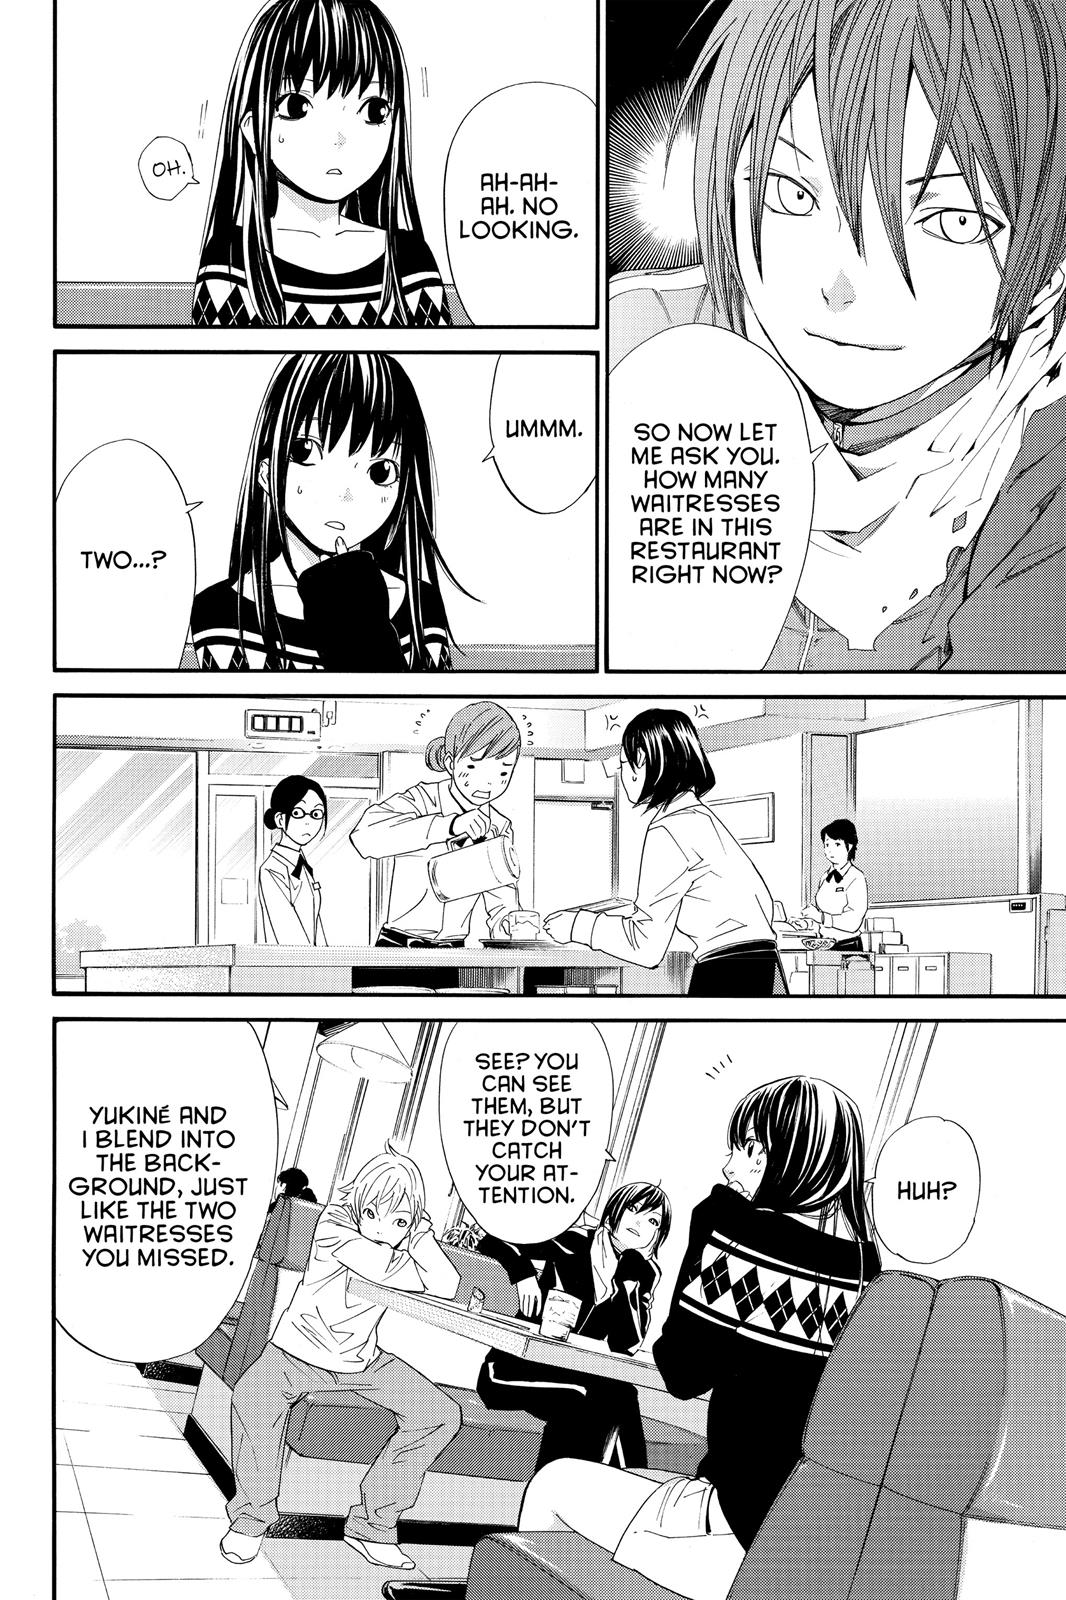 SO NOW LET
ME ASK YOU.
HOW MANY
WAITRESSES
ARE IN THIS
RESTAURANT
RIGHT NOW?
AH-AH-
AH. NO
LOOKING.
OH.
UMMM.
TWO...?
HUH?
SEE? YOU
CAN SEE
THEM, BUT
THEY DON'T
CATCH
YOUR AT-
TENTION.
YUKINÉ AND
I BLEND INTO
THE BACK-
GROUND, JUST
LIKE THE TWO
WAITRESSES
YOU MISSED.